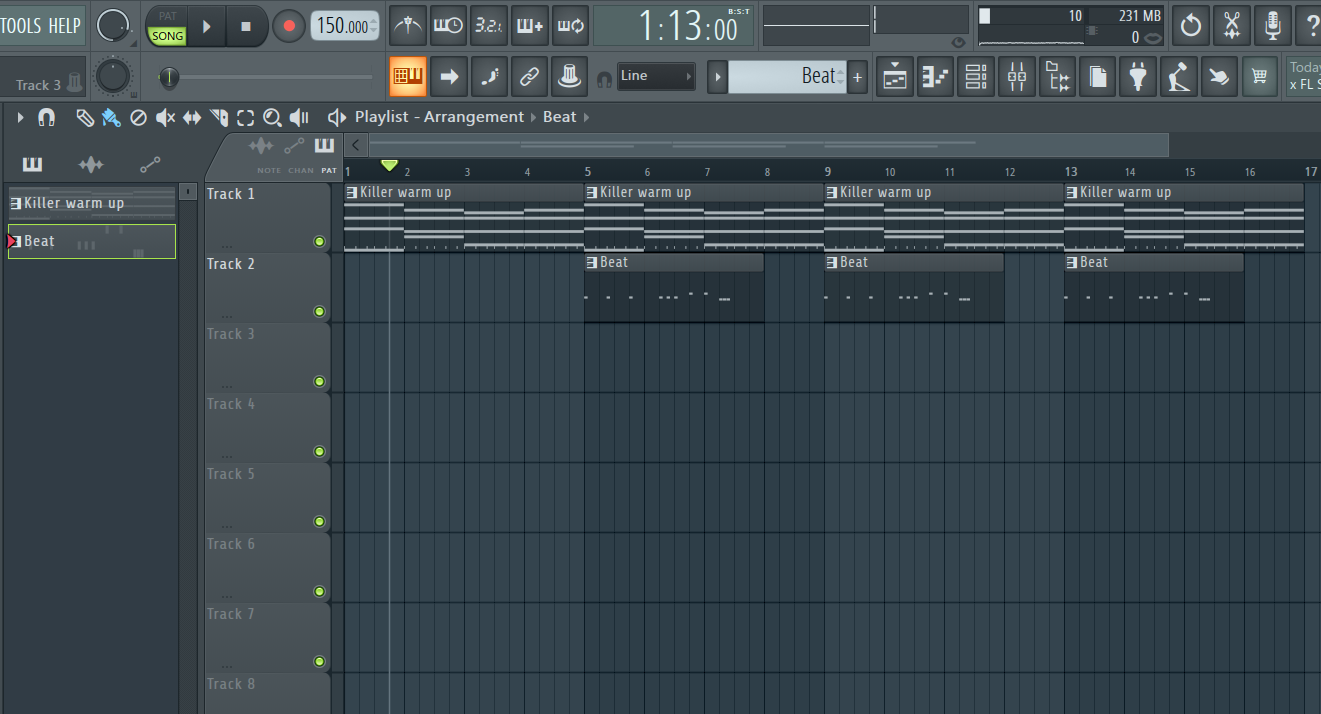 TOOLS HELP
PAT
SONG
150.000
3.2.
1:13:00
B:S:T
10
231 MB
0
?
Track 3
Line
Beat
+
Today
x FL S
Playlist - Arrangement Beat
NOTE CHAN PAT
1 2 3 4 5 6 7 8 9 10 11 12 13 14 15 16 17
Killer warm up
Beat
Track 1
Killer warm up Killer warm up Killer warm up Killer warm up
Track 2
Beat Beat Beat
Track 3
Track 4
Track 5
Track 6
Track 7
Track 8